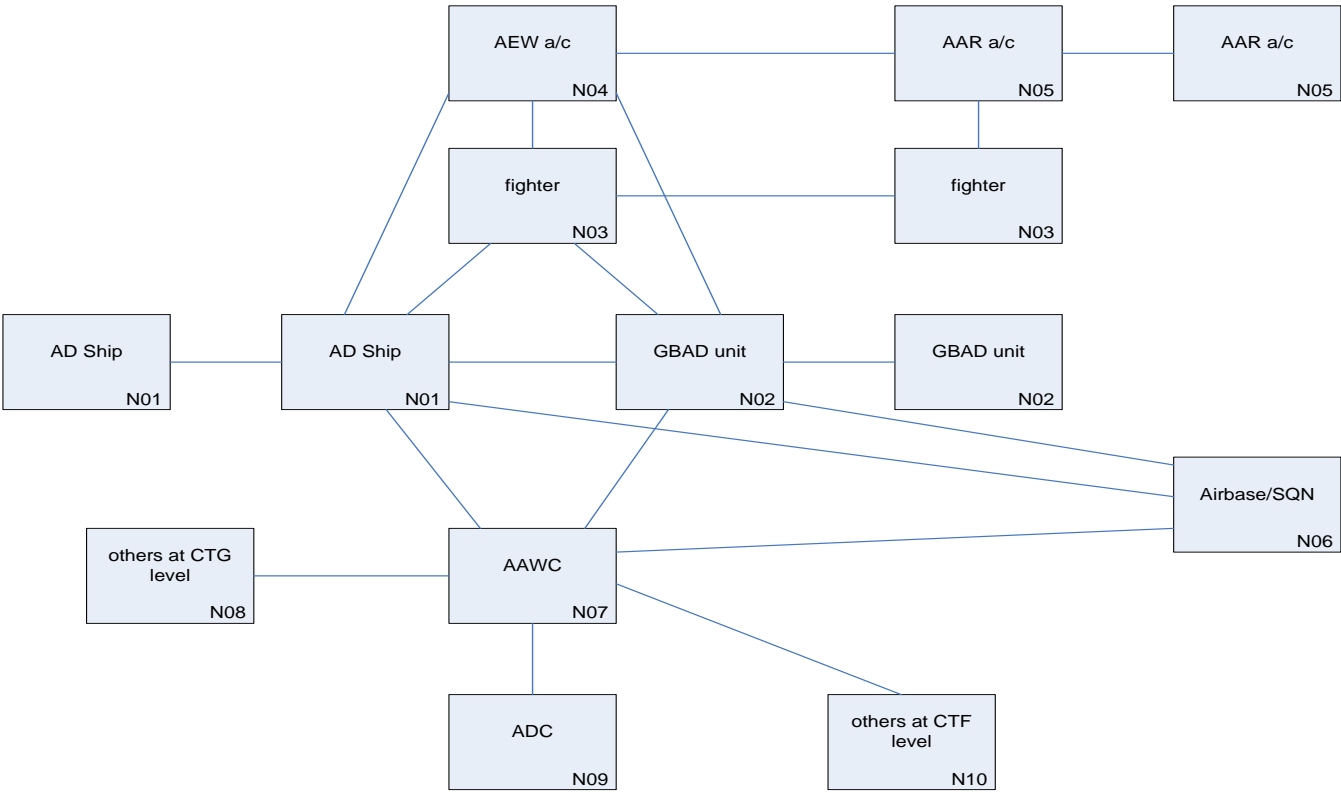 AEW a/c
N04
AAR a/c
N05
AAR a/c
N05
fighter
N03
fighter
N03
AD Ship
N01
AD Ship
N01
GBAD unit
N02
GBAD unit
N02
Airbase/SQN
N06
others at CTG
level
N08
AAWC
N07
ADC
N09
others at CTF
level
N10